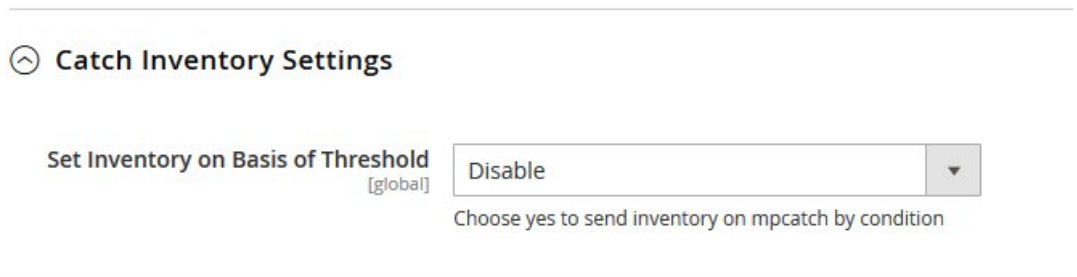 Catch Inventory Settings
Set Inventory on Basis of Threshold
[global]
Disable
Choose yes to send inventory on mpcatch by condition